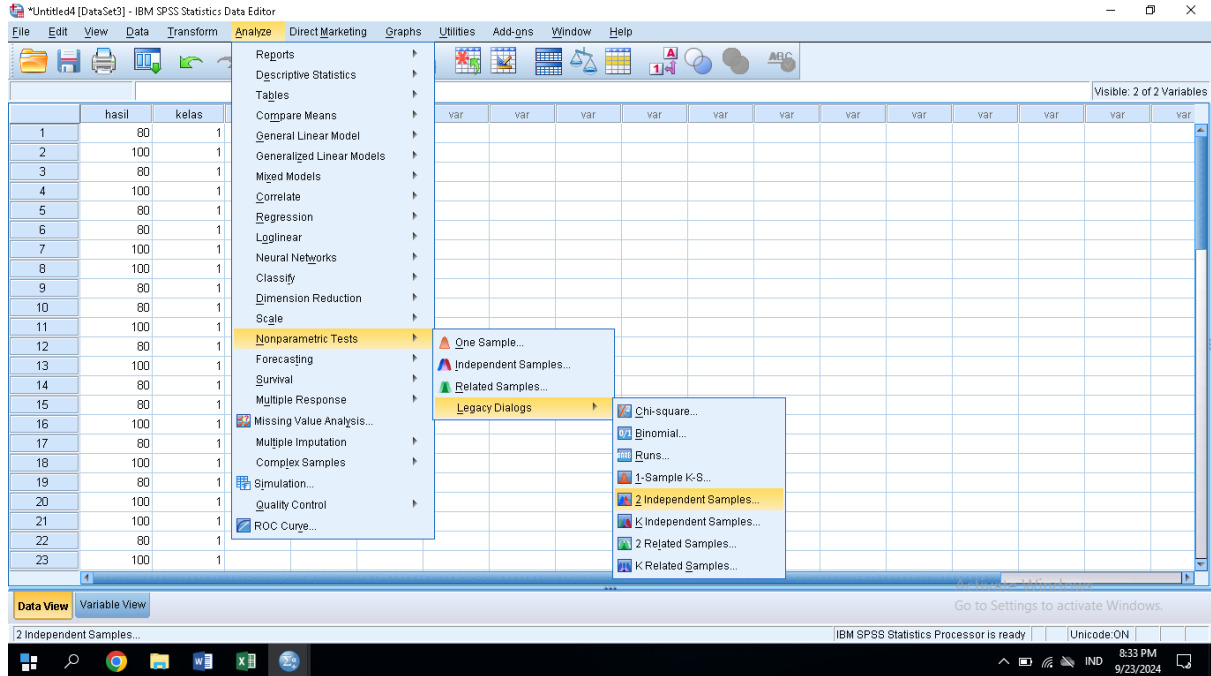 *Untitled4 [DataSet3] - IBM SPSS Statistics Data Editor
File Edit View Data Transform Analyze Direct Marketing Graphs Utilities Add-ons Window Help
Visible: 2 of 2 Variables
hasil kelas var var var var var var var var var var var var
1 80 1
2 100 1
3 80 1
4 100 1
5 80 1
6 80 1
7 100 1
8 100 1
9 80 1
10 80 1
11 100 1
12 80 1
13 100 1
14 80 1
15 80 1
16 100 1
17 80 1
18 100 1
19 80 1
20 100 1
21 100 1
22 80 1
23 100 1
Reports
Descriptive Statistics
Tables
Compare Means
General Linear Model
Generalized Linear Models
Mixed Models
Correlate
Regression
Loglinear
Neural Networks
Classify
Dimension Reduction
Scale
Nonparametric Tests
Forecasting
Survival
Multiple Response
Missing Value Analysis...
Multiple Imputation
Complex Samples
Simulation...
Quality Control
ROC Curve...
One Sample...
Independent Samples...
Related Samples...
Legacy Dialogs
Chi-square...
Binomial...
Runs...
1-Sample K-S...
2 Independent Samples...
K Independent Samples...
2 Related Samples...
K Related Samples...
Activate Windows
Go to Settings to activate Windows.
Data View Variable View
2 Independent Samples... IBM SPSS Statistics Processor is ready Unicode:ON
IND 8:33 PM
9/23/2024